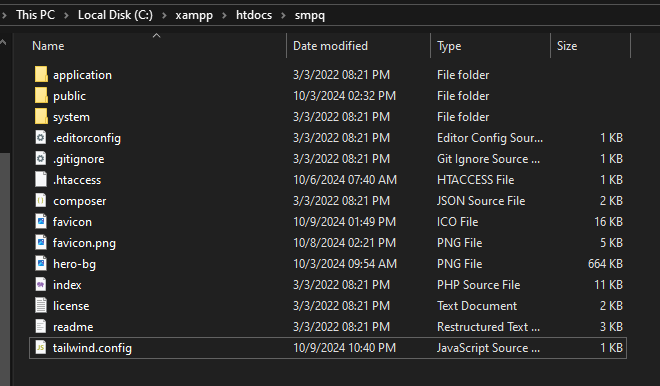 This PC > Local Disk (C:) > xampp > htdocs > smpq
Name Date modified Type Size
application 3/3/2022 08:21 PM File folder
public 10/3/2024 02:32 PM File folder
system 3/3/2022 08:21 PM File folder
.editorconfig 3/3/2022 08:21 PM Editor Config Sour... 1 KB
.gitignore 3/3/2022 08:21 PM Git Ignore Source ... 1 KB
.htaccess 10/6/2024 07:40 AM HTACCESS File 1 KB
composer 3/3/2022 08:21 PM JSON Source File 2 KB
favicon 10/9/2024 01:49 PM ICO File 16 KB
favicon.png 10/8/2024 02:21 PM PNG File 5 KB
hero-bg 10/3/2024 09:54 AM PNG File 664 KB
index 3/3/2022 08:21 PM PHP Source File 11 KB
license 3/3/2022 08:21 PM Text Document 2 KB
readme 3/3/2022 08:21 PM Restructured Text ... 3 KB
tailwind.config 10/9/2024 10:40 PM JavaScript Source ... 1 KB